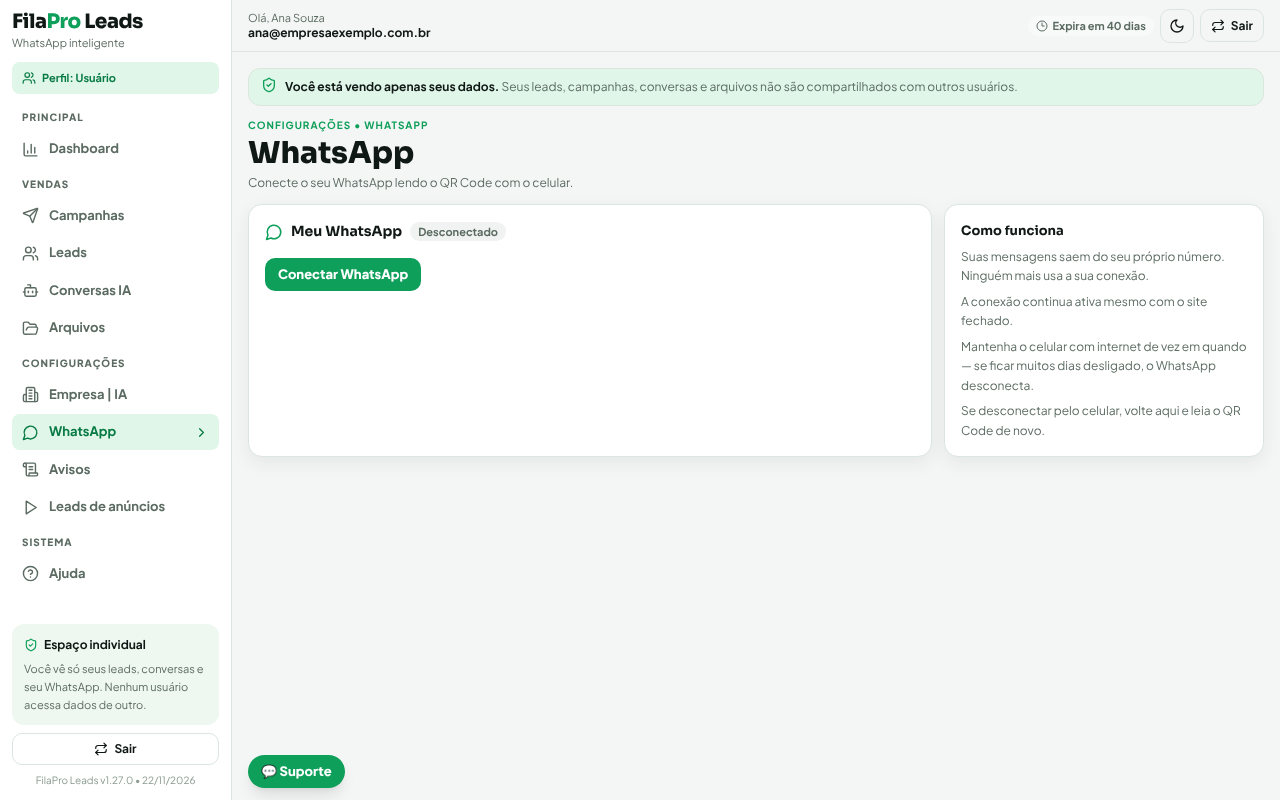 FilaPro Leads
WhatsApp inteligente
Perfil: Usuário
PRINCIPAL
Dashboard
VENDAS
Campanhas
Leads
Conversas IA
Arquivos
CONFIGURAÇÕES
Empresa | IA
WhatsApp
Avisos
Leads de anúncios
SISTEMA
Ajuda
Espaço individual
Você vê só seus leads, conversas e
seu WhatsApp. Nenhum usuário
acessa dados de outro.
Sair
FilaPro Leads v1.27.0 • 22/11/2026
Olá, Ana Souza
ana@empresaexemplo.com.br
Expira em 40 dias
Sair
Você está vendo apenas seus dados. Seus leads, campanhas, conversas e arquivos não são compartilhados com outros usuários.
CONFIGURAÇÕES • WHATSAPP
WhatsApp
Conecte o seu WhatsApp lendo o QR Code com o celular.
Meu WhatsApp Desconectado
Conectar WhatsApp
Como funciona
Suas mensagens saem do seu próprio número.
Ninguém mais usa a sua conexão.
A conexão continua ativa mesmo com o site
fechado.
Mantenha o celular com internet de vez em quando
— se ficar muitos dias desligado, o WhatsApp
desconecta.
Se desconectar pelo celular, volte aqui e leia o QR
Code de novo.
💬 Suporte